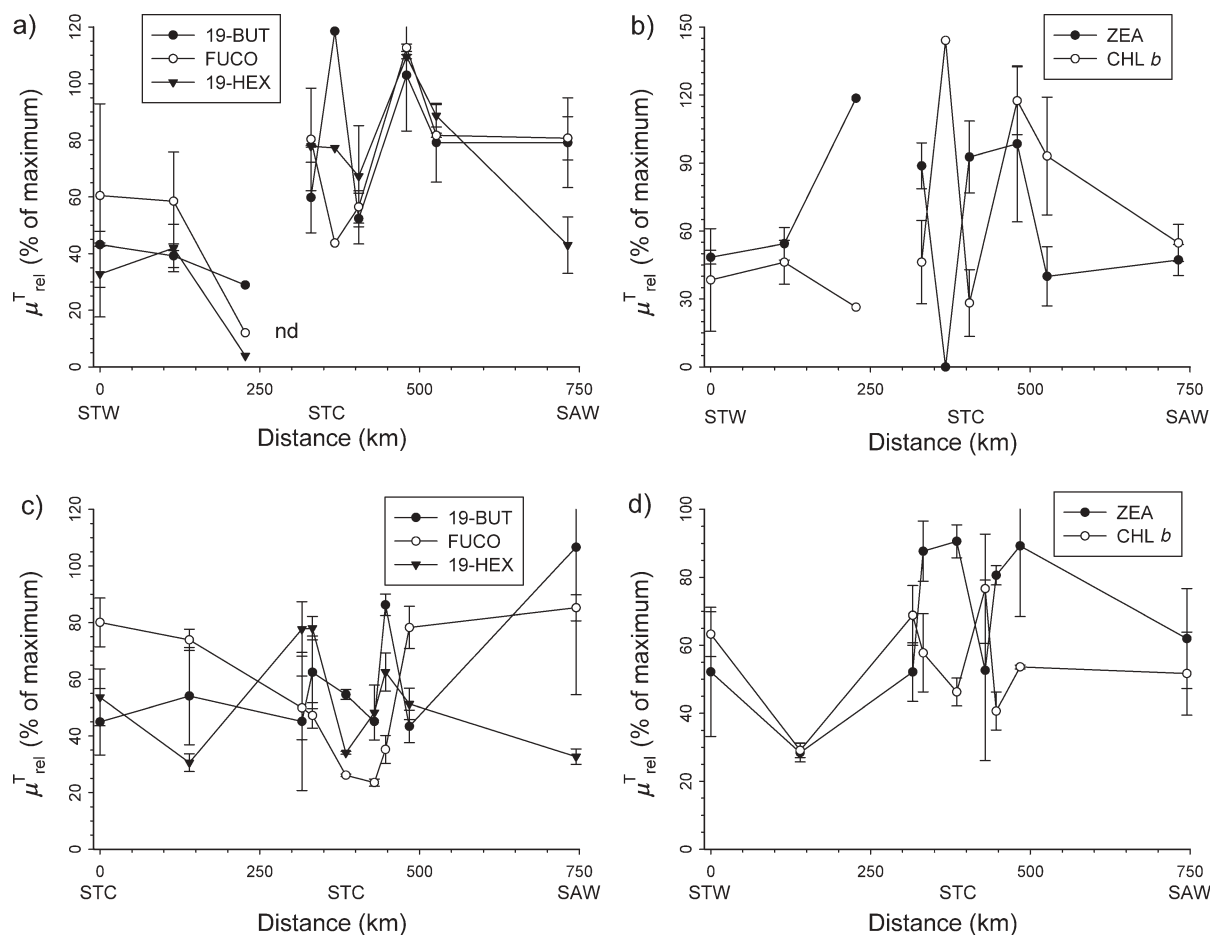 a)
19-BUT
FUCO
19-HEX
μᵀrel (% of maximum)
120
100
80
60
40
20
0
nd
0 250 500 750
STW STC SAW
Distance (km)
b)
ZEA
CHL b
μᵀrel (% of maximum)
150
120
90
60
30
0
0 250 500 750
STW STC SAW
Distance (km)
c)
19-BUT
FUCO
19-HEX
μᵀrel (% of maximum)
120
100
80
60
40
20
0
0 250 500 750
STC STC SAW
Distance (km)
d)
ZEA
CHL b
μᵀrel (% of maximum)
100
80
60
40
20
0
0 250 500 750
STW STC SAW
Distance (km)